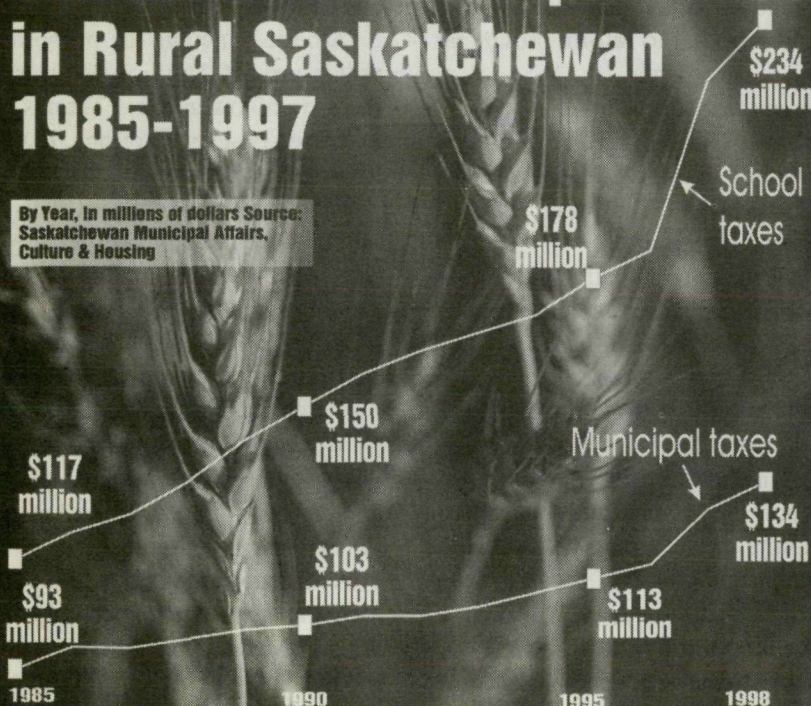 in Rural Saskatchewan
1985-1997
By Year, in millions of dollars Source:
Saskatchewan Municipal Affairs,
Culture & Housing
$234
million
School
taxes
$178
million
$150
million
Municipal taxes
$117
million
$134
million
$103
million
$93
million
$113
million
1985
1990
1995
1998